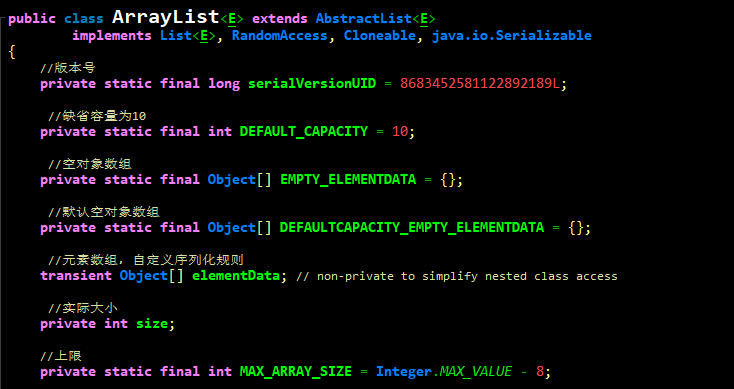 public class ArrayList<E> extends AbstractList<E>
        implements List<E>, RandomAccess, Cloneable, java.io.Serializable
{
    //版本号
    private static final long serialVersionUID = 8683452581122892189L;
     //缺省容量为10
    private static final int DEFAULT_CAPACITY = 10;
     //空对象数组
    private static final Object[] EMPTY_ELEMENTDATA = {};
     //默认空对象数组
    private static final Object[] DEFAULTCAPACITY_EMPTY_ELEMENTDATA = {};
     //元素数组，自定义序列化规则
    transient Object[] elementData; // non-private to simplify nested class access
     //实际大小
    private int size;
    //上限
    private static final int MAX_ARRAY_SIZE = Integer.MAX_VALUE - 8;